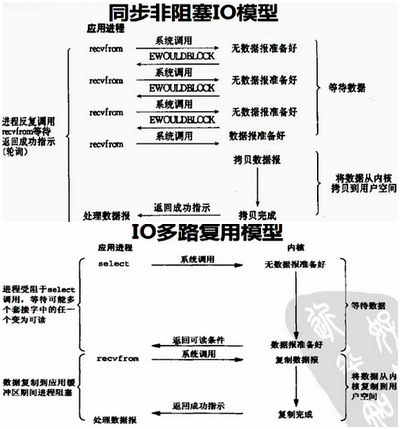 同步非阻塞IO模型
应用进程
recvfrom
系统调用
无数据报准备好
EWOULDBLOCK
recvfrom
系统调用
无数据报准备好
EWOULDBLOCK
recvfrom
系统调用
无数据报准备好
EWOULDBLOCK
recvfrom
系统调用
数据报准备好
等待数据
进程反复调用
recvfrom等待
返回成功指示
(轮询)
拷贝数据报
将数据从内核
拷贝到用户空间
处理数据报
返回成功指示
拷贝完成
IO多路复用模型
应用进程
内核
select
系统调用
无数据报准备好
进程受阻于select
调用，等待可能多
个套接字中的任一
个变为可读
等待数据
返回可读条件
数据报准备好
recvfrom
系统调用
复制数据报
数据复制到应用缓
冲区期间进程阻塞
将数据从内
核复制到用
户空间
处理数据报
返回成功指示
复制完成